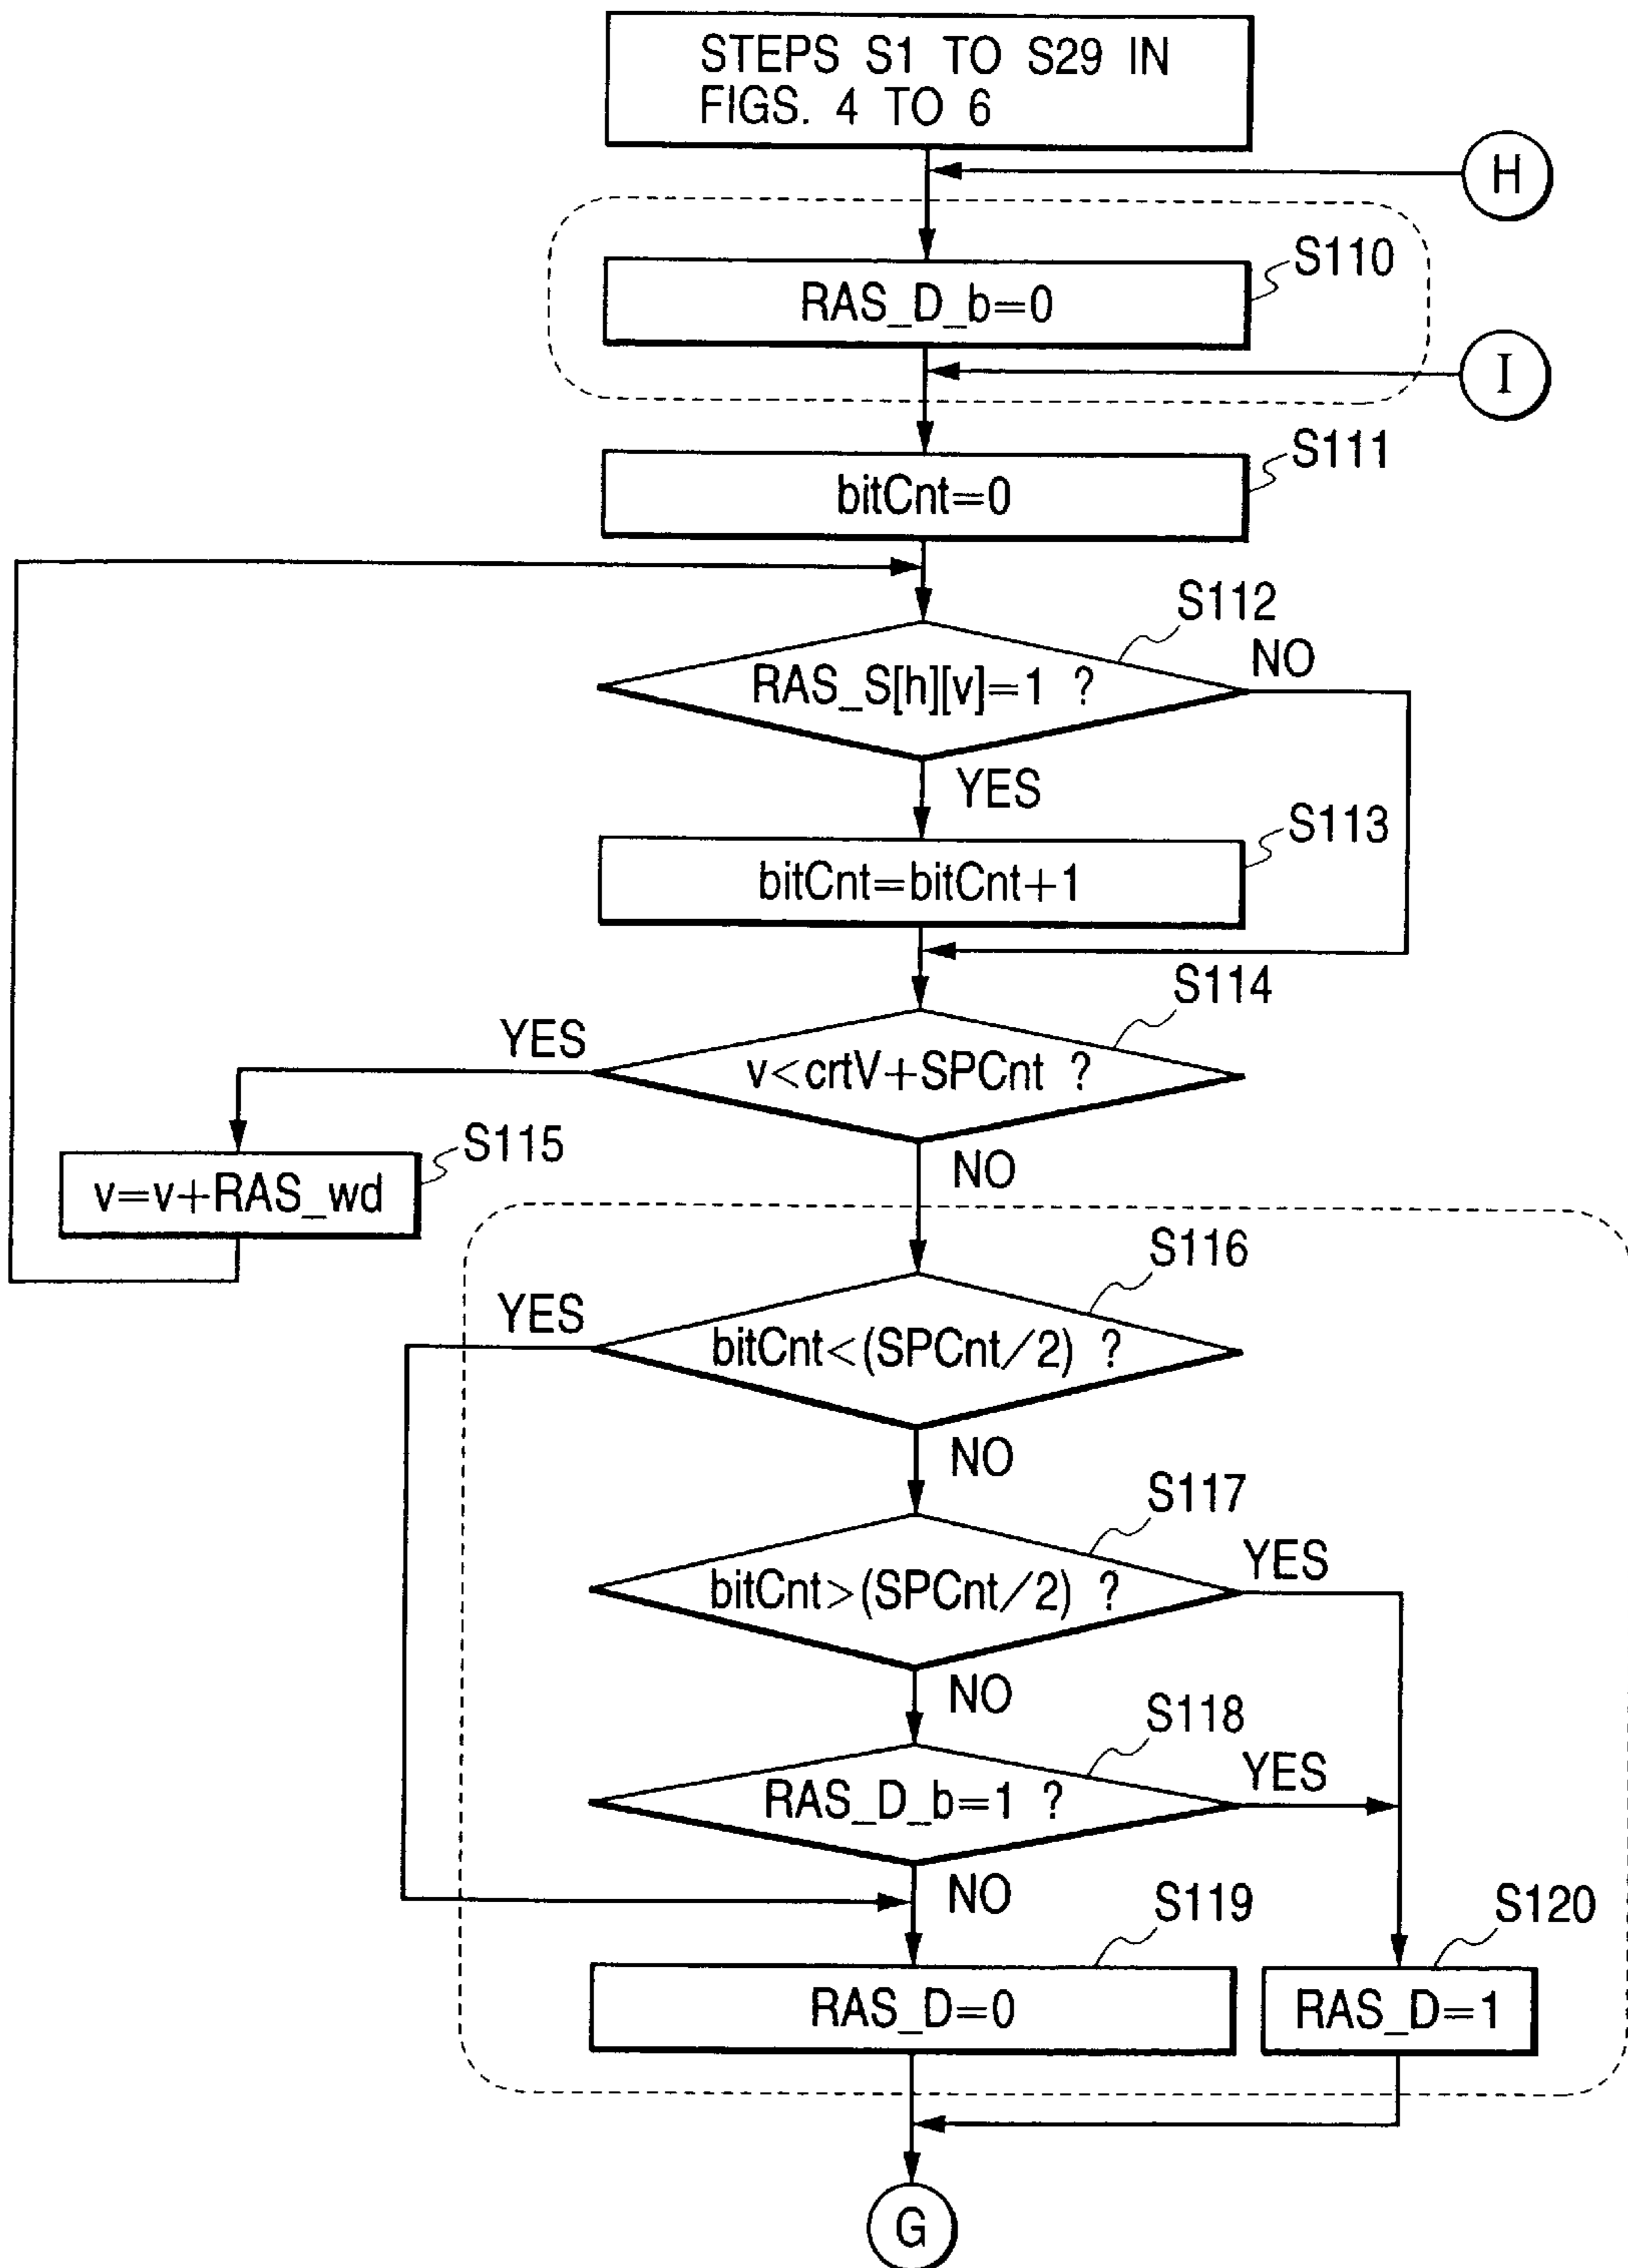 STEPS S1 TO S29 IN
FIGS. 4 TO 6
H
S110
RAS_D_b=0
I
S111
bitCnt=0
S112
RAS_S[h][v]=1 ?
NO
YES
S113
bitCnt=bitCnt+1
S114
YES
v<crtV+SPCnt ?
S115
v=v+RAS_wd
NO
S116
YES
bitCnt<(SPCnt/2) ?
NO
S117
YES
bitCnt>(SPCnt/2) ?
NO
S118
YES
RAS_D_b=1 ?
NO
S119
S120
RAS_D=0
RAS_D=1
G